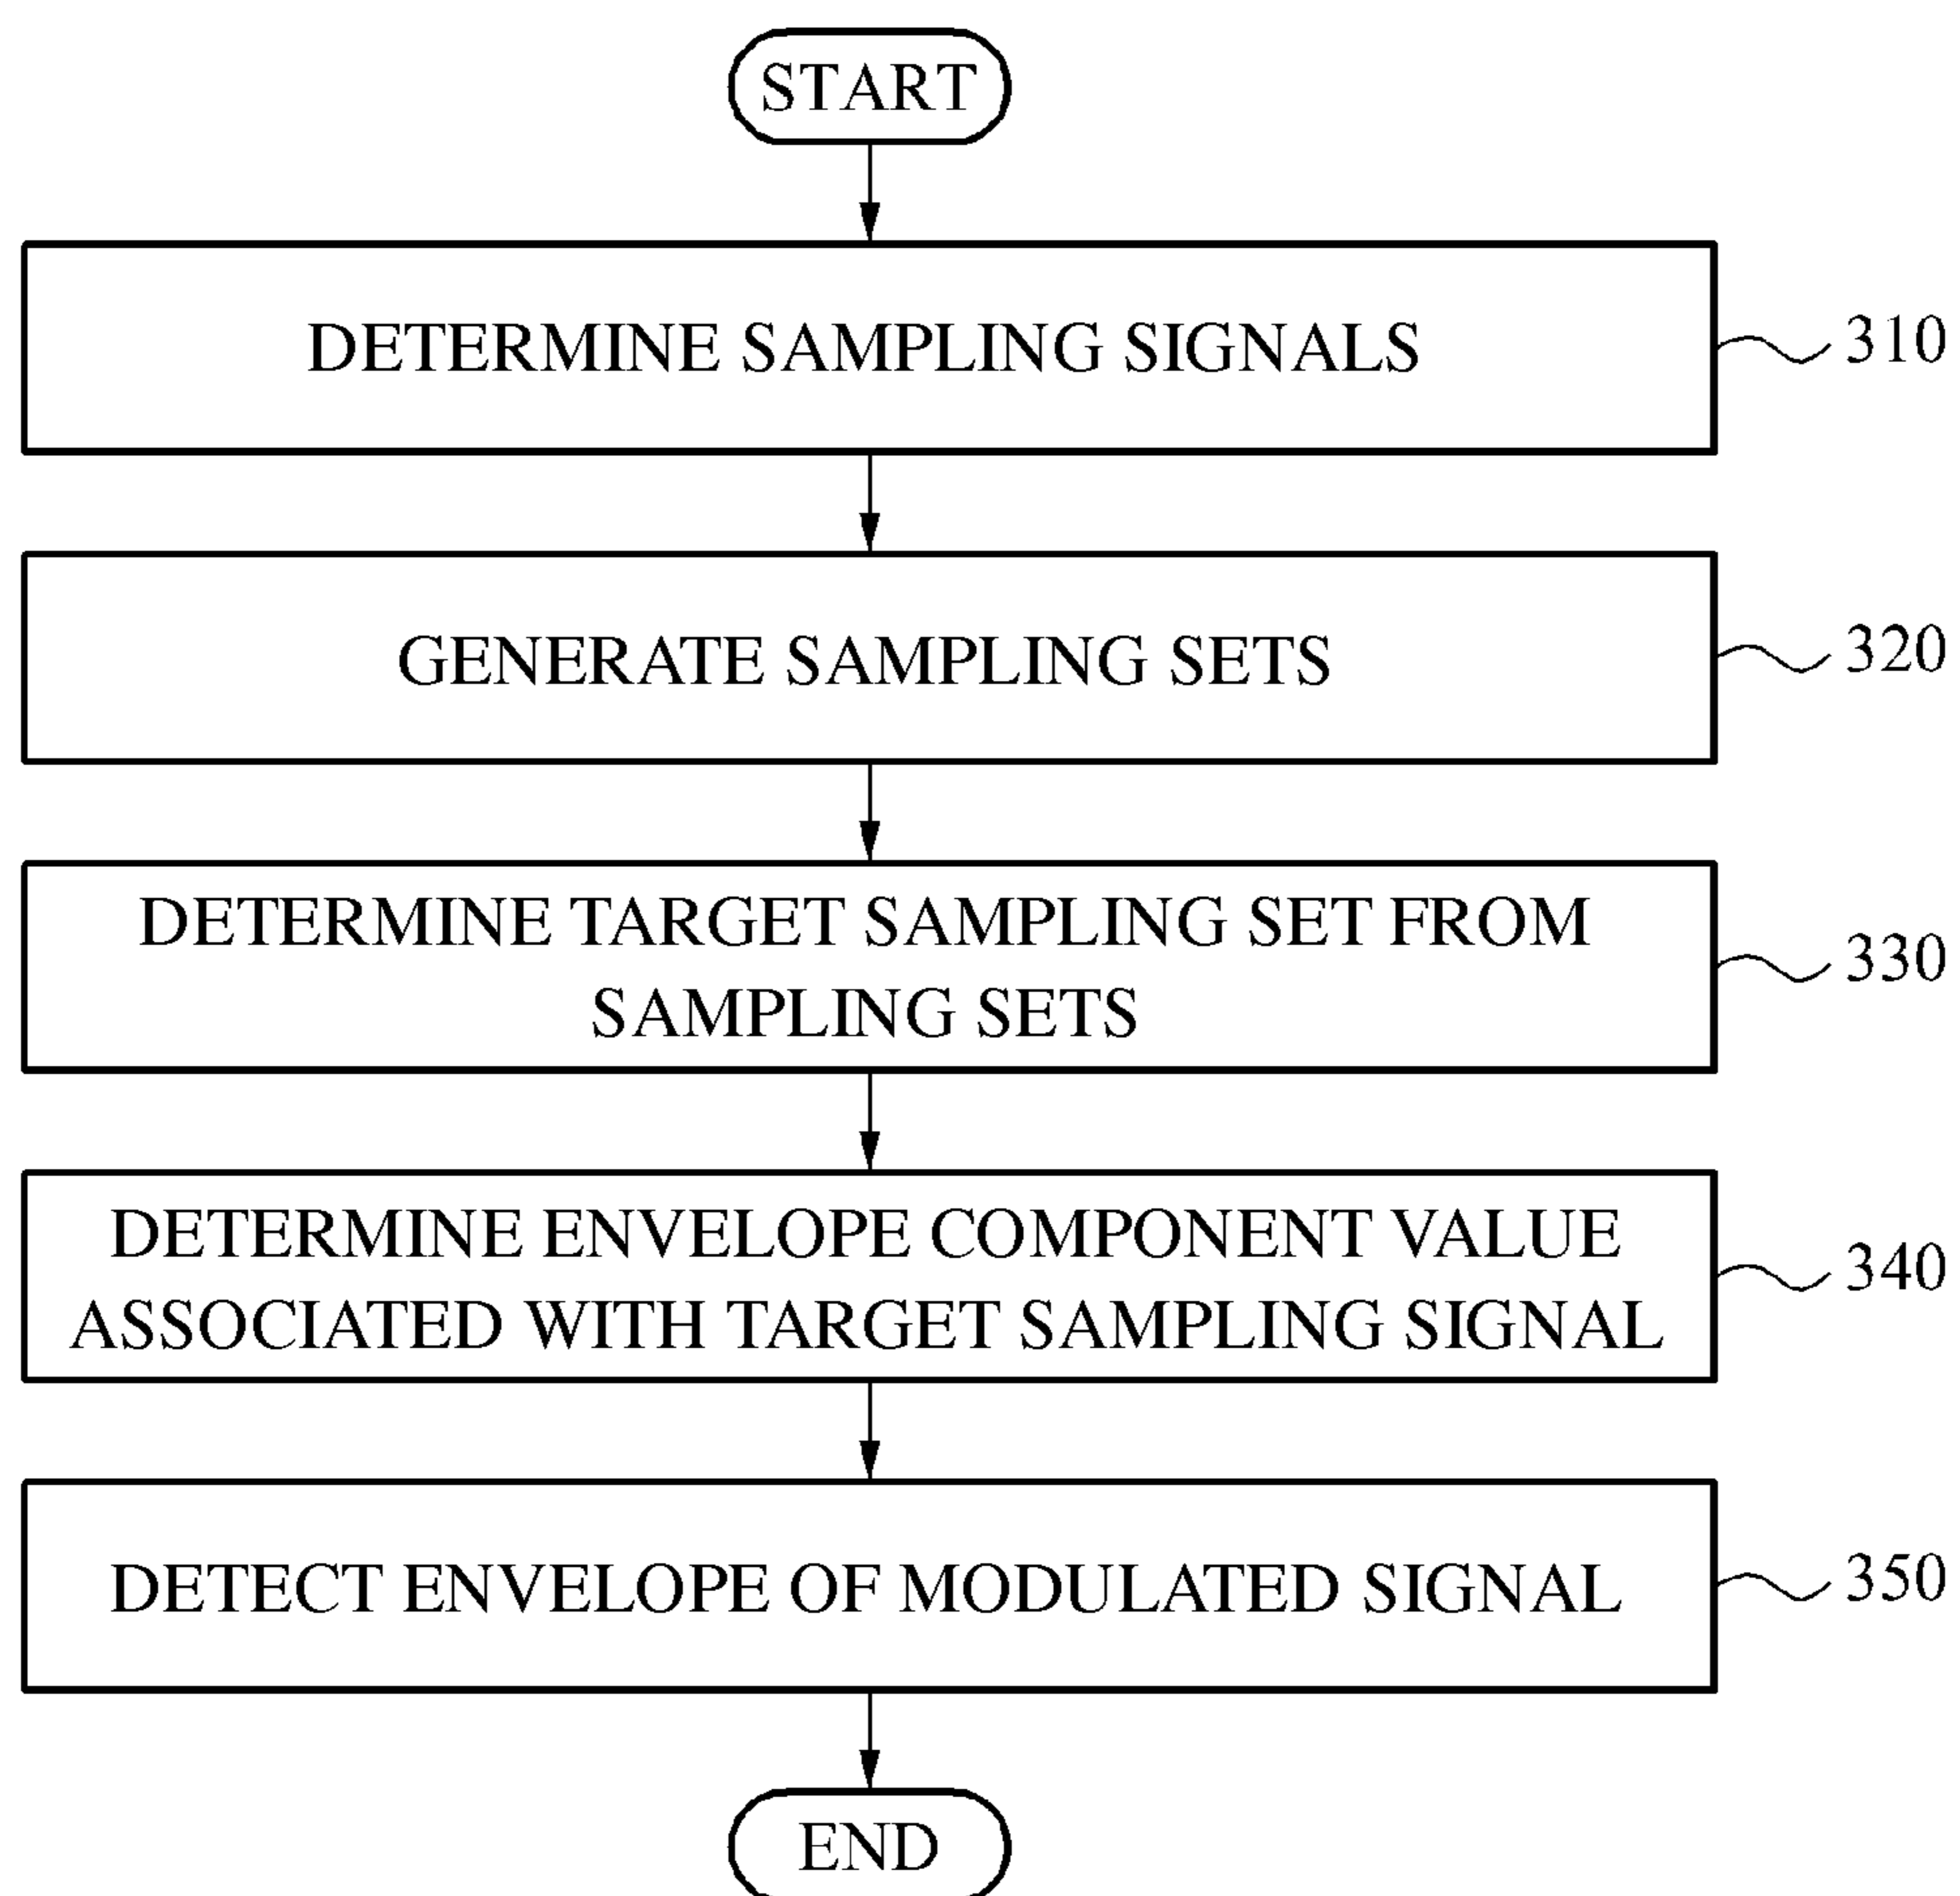 START
DETERMINE SAMPLING SIGNALS
310
GENERATE SAMPLING SETS
320
DETERMINE TARGET SAMPLING SET FROM
SAMPLING SETS
330
DETERMINE ENVELOPE COMPONENT VALUE
ASSOCIATED WITH TARGET SAMPLING SIGNAL
340
DETECT ENVELOPE OF MODULATED SIGNAL
350
END